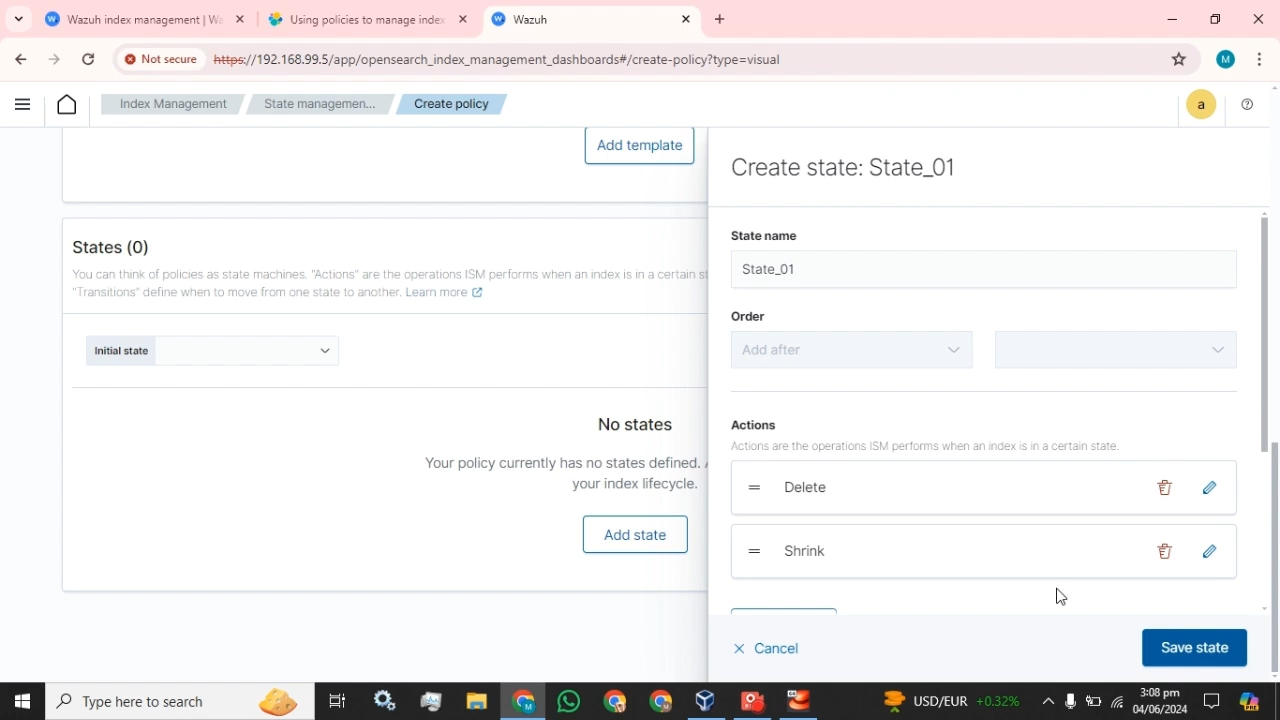 Wazuh index management | Wa
Using policies to manage index
Wazuh
Not secure
https://192.168.99.5/app/opensearch_index_management_dashboards#/create-policy?type=visual
M
Index Management
State managemen...
Create policy
a
Add template
Create state: State_01
States (0)
You can think of policies as state machines. "Actions" are the operations ISM performs when an index is in a certain st
"Transitions" define when to move from one state to another. Learn more
Initial state
No states
Your policy currently has no states defined. A
your index lifecycle.
Add state
State name
State_01
Order
Add after
Actions
Actions are the operations ISM performs when an index is in a certain state.
Delete
Shrink
Cancel
Save state
Type here to search
USD/EUR +0.32%
3:08 pm
04/06/2024